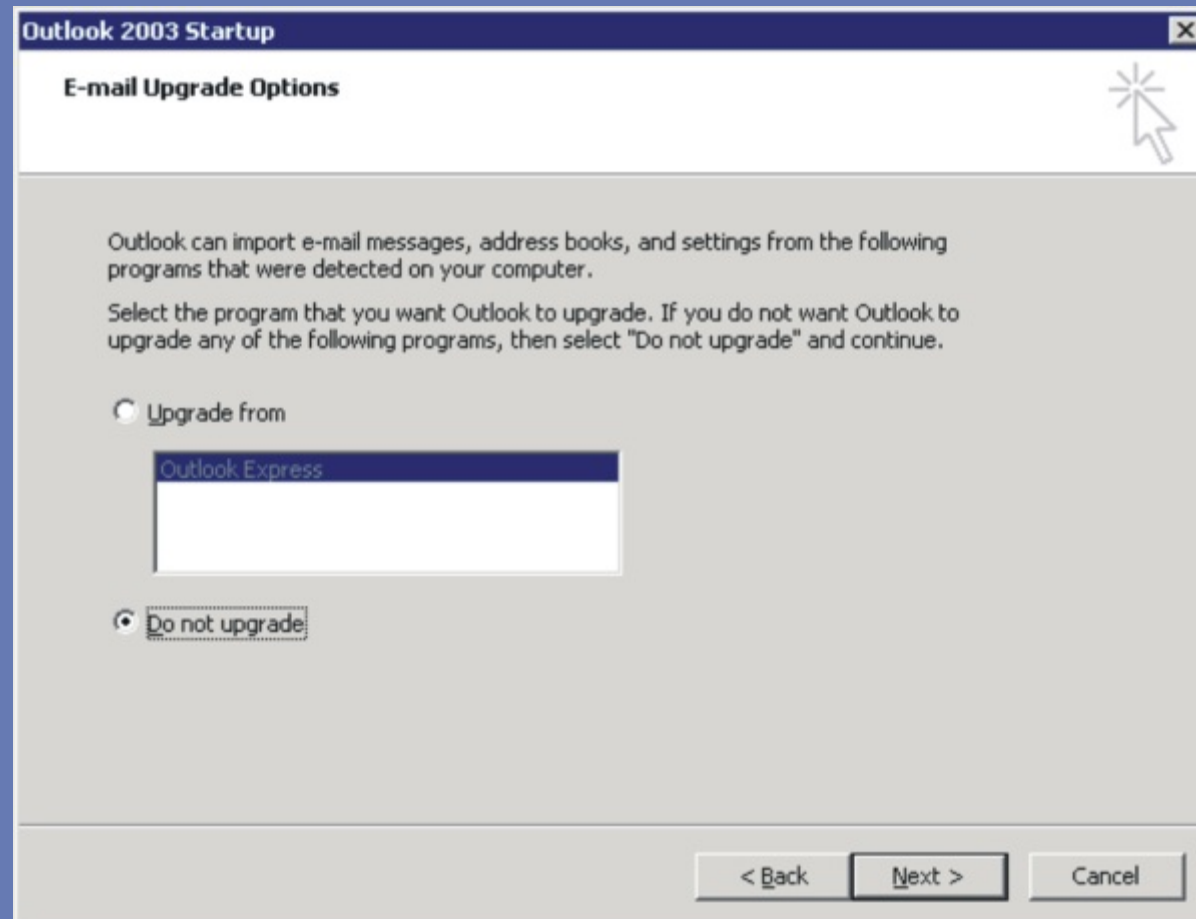 Outlook 2003 Startup
E-mail Upgrade Options
Outlook can import e-mail messages, address books, and settings from the following
programs that were detected on your computer.
Select the program that you want Outlook to upgrade. If you do not want Outlook to
upgrade any of the following programs, then select "Do not upgrade" and continue.
Upgrade from
Outlook Express
Do not upgrade
< Back Next > Cancel